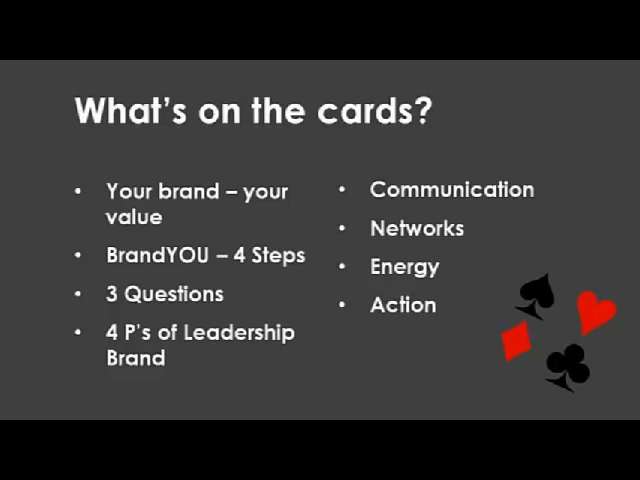 What's on the cards?
• Your brand – your
value
• BrandYOU – 4 Steps
• 3 Questions
• 4 P's of Leadership
Brand
• Communication
• Networks
• Energy
• Action